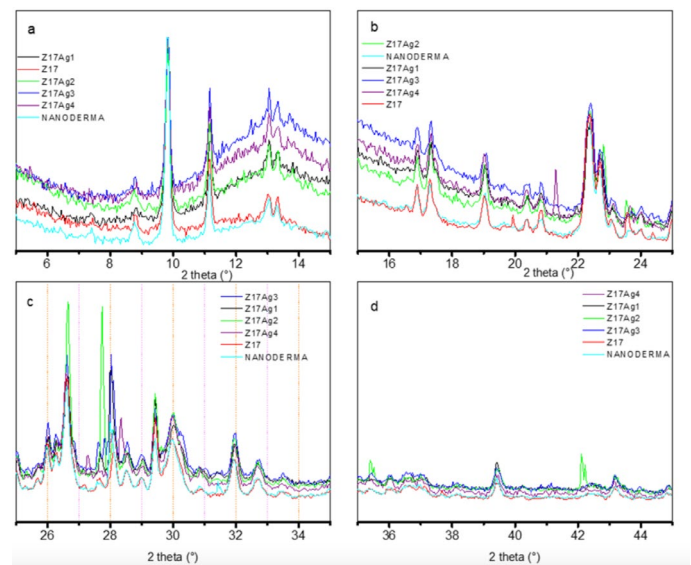 a
Z17Ag1
Z17
Z17Ag2
Z17Ag3
Z17Ag4
NANODERMA
6 8 10 12 14
2 theta (°)
b
Z17Ag2
NANODERMA
Z17Ag1
Z17Ag3
Z17Ag4
Z17
16 18 20 22 24
2 theta (°)
c
Z17Ag3
Z17Ag1
Z17Ag2
Z17Ag4
Z17
NANODERMA
26 28 30 32 34
2 theta (°)
d
Z17Ag4
Z17Ag1
Z17Ag2
Z17Ag3
Z17
NANODERMA
36 38 40 42 44
2 theta (°)